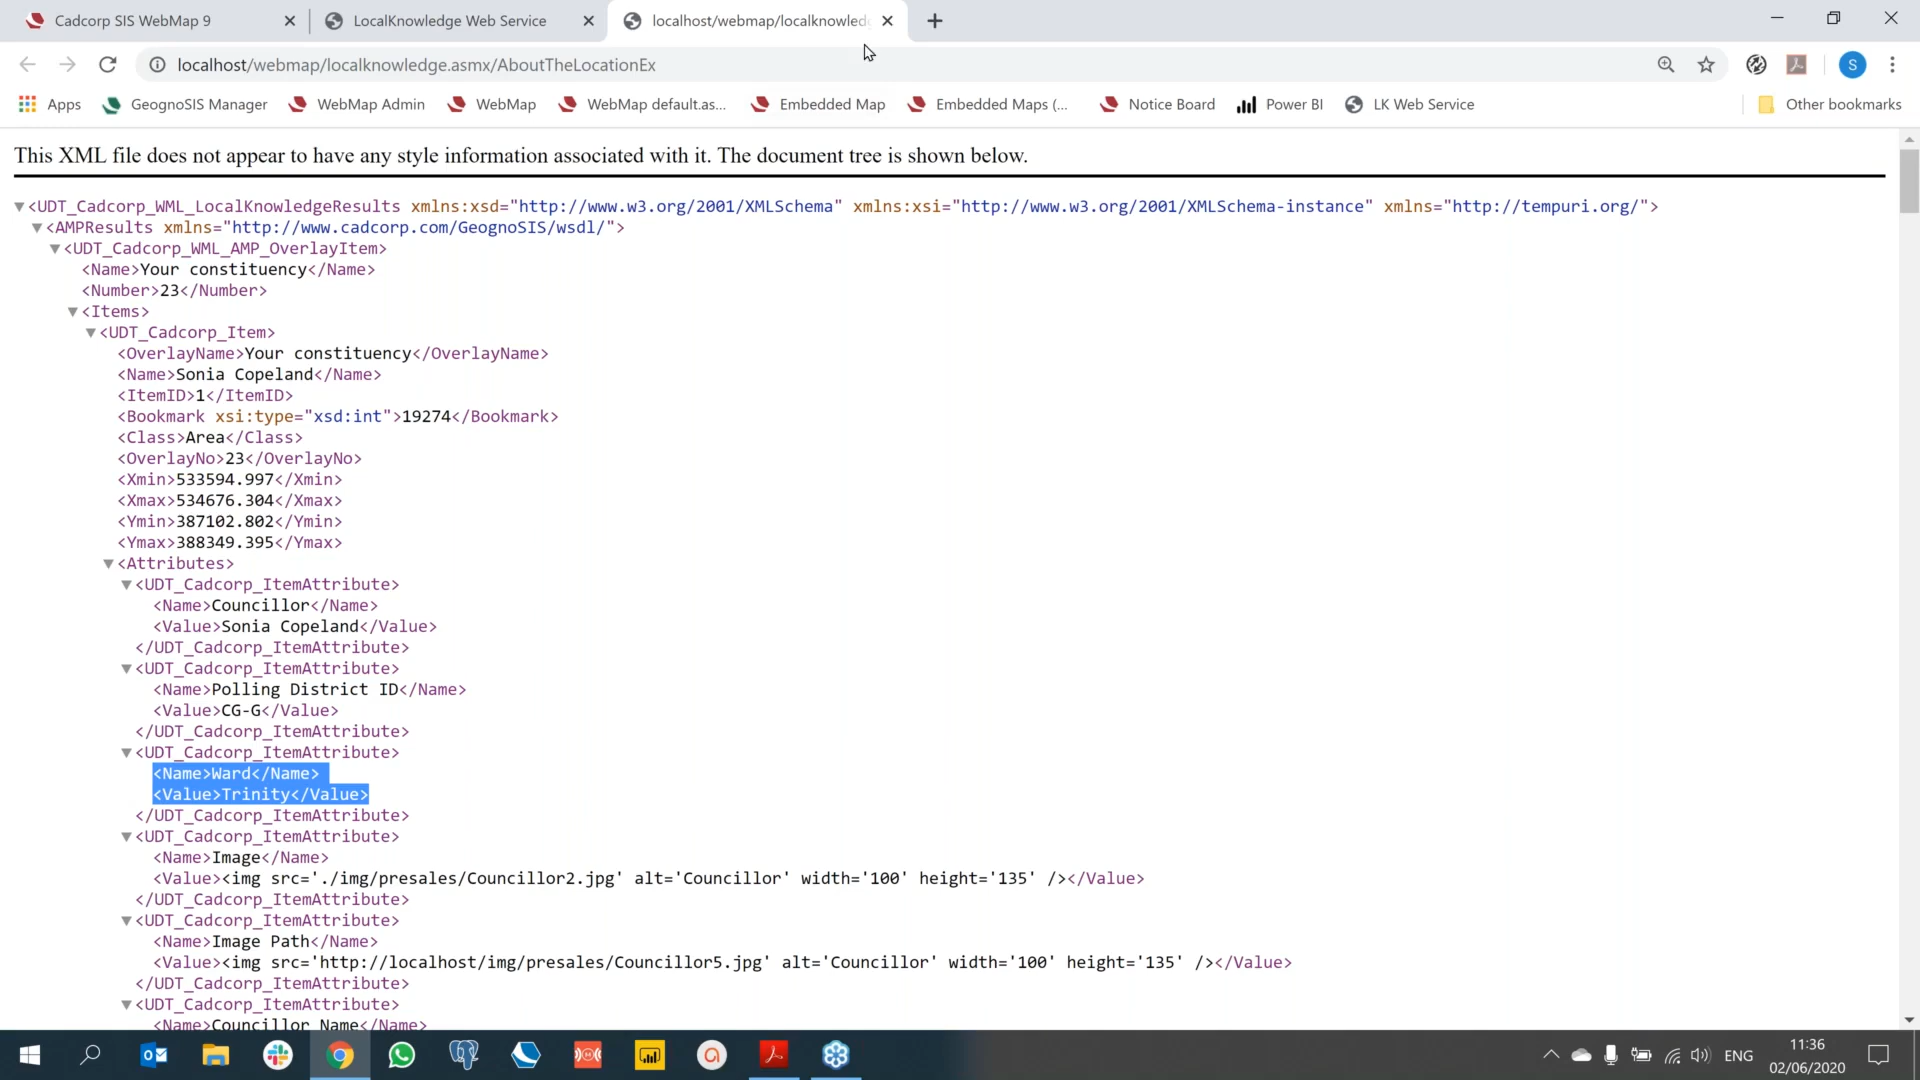 Cadcorp SIS WebMap 9
LocalKnowledge Web Service
localhost/webmap/localknowled
localhost/webmap/localknowledge.asmx/AboutTheLocationEx
S
Apps
GeognoSIS Manager
WebMap Admin
WebMap
WebMap default.as...
Embedded Map
Embedded Maps (...
Notice Board
Power BI
LK Web Service
Other bookmarks
This XML file does not appear to have any style information associated with it. The document tree is shown below.
▼<UDT_Cadcorp_WML_LocalKnowledgeResults xmlns:xsd="http://www.w3.org/2001/XMLSchema" xmlns:xsi="http://www.w3.org/2001/XMLSchema-instance" xmlns="http://tempuri.org/">
▼<AMPResults xmlns="http://www.cadcorp.com/GeognoSIS/wsdl/">
▼<UDT_Cadcorp_WML_AMP_OverlayItem>
<Name>Your constituency</Name>
<Number>23</Number>
▼<Items>
▼<UDT_Cadcorp_Item>
<OverlayName>Your constituency</OverlayName>
<Name>Sonia Copeland</Name>
<ItemID>1</ItemID>
<Bookmark xsi:type="xsd:int">19274</Bookmark>
<Class>Area</Class>
<OverlayNo>23</OverlayNo>
<Xmin>533594.997</Xmin>
<Xmax>534676.304</Xmax>
<Ymin>387102.802</Ymin>
<Ymax>388349.395</Ymax>
▼<Attributes>
▼<UDT_Cadcorp_ItemAttribute>
<Name>Councillor</Name>
<Value>Sonia Copeland</Value>
</UDT_Cadcorp_ItemAttribute>
▼<UDT_Cadcorp_ItemAttribute>
<Name>Polling District ID</Name>
<Value>CG-G</Value>
</UDT_Cadcorp_ItemAttribute>
▼<UDT_Cadcorp_ItemAttribute>
<Name>Ward</Name>
<Value>Trinity</Value>
</UDT_Cadcorp_ItemAttribute>
▼<UDT_Cadcorp_ItemAttribute>
<Name>Image</Name>
<Value><img src='./img/presales/Councillor2.jpg' alt='Councillor' width='100' height='135' /></Value>
</UDT_Cadcorp_ItemAttribute>
▼<UDT_Cadcorp_ItemAttribute>
<Name>Image Path</Name>
<Value><img src='http://localhost/img/presales/Councillor5.jpg' alt='Councillor' width='100' height='135' /></Value>
</UDT_Cadcorp_ItemAttribute>
▼<UDT_Cadcorp_ItemAttribute>
<Name>Councillor Name</Name>
ENG
11:36
02/06/2020